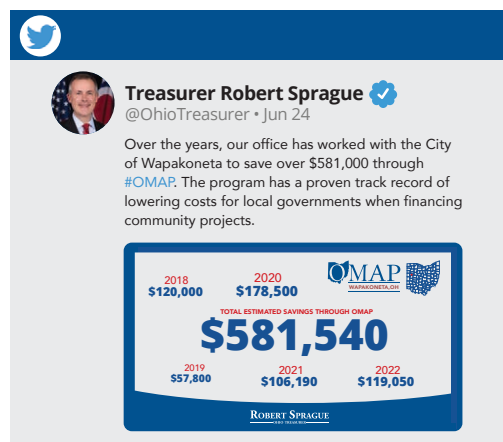 Treasurer Robert Sprague
@OhioTreasurer • Jun 24
Over the years, our office has worked with the City
of Wapakoneta to save over $581,000 through
#OMAP. The program has a proven track record of
lowering costs for local governments when financing
community projects.
OMAP
WAPAKONETA,OH
2018
$120,000
2020
$178,500
TOTAL ESTIMATED SAVINGS THROUGH OMAP
$581,540
2019
$57,800
2021
$106,190
2022
$119,050
ROBERT SPRAGUE
OHIO TREASURER